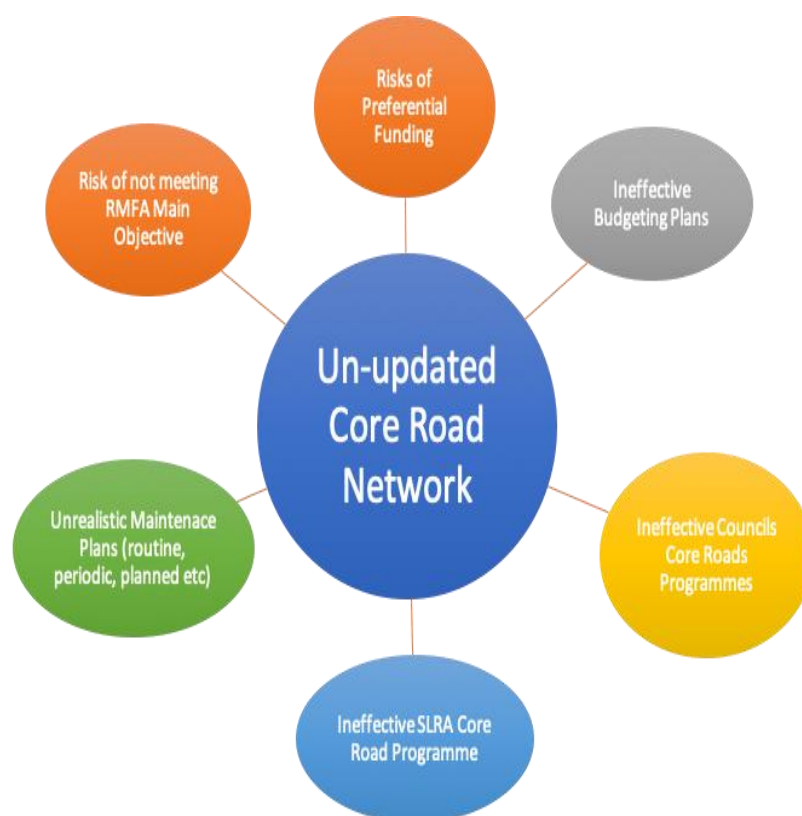 Risks of
Preferential
Funding
Ineffective
Budgeting Plans
Ineffective Councils
Core Roads
Programmes
Ineffective SLRA Core
Road Programme
Unrealistic Maintenace
Plans (routine,
periodic, planned etc)
Risk of not meeting
RMFA Main
Objective
Un-updated
Core Road
Network